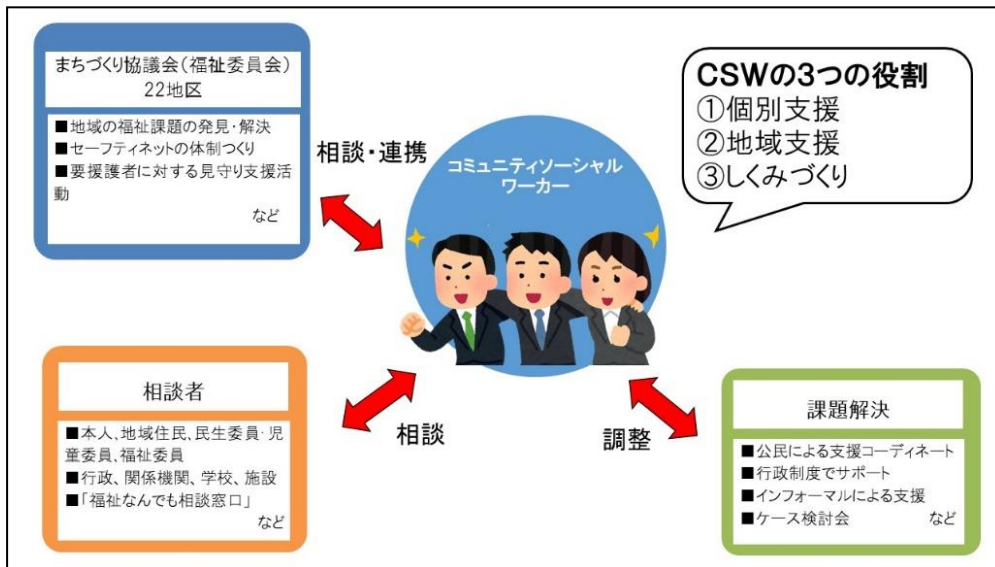 まちづくり協議会(福祉委員会)
22地区
■地域の福祉課題の発見・解決
■セーフティネットの体制つくり
■要援護者に対する見守り支援活
動
など
相談・連携
コミュニティソーシャル
ワーカー
CSWの3つの役割
①個別支援
②地域支援
③しくみづくり
相談者
■本人、地域住民、民生委員・児
童委員、福祉委員
■行政、関係機関、学校、施設
■「福祉なんでも相談窓口」
など
相談
調整
課題解決
■公民による支援コーディネート
■行政制度でサポート
■インフォーマルによる支援
■ケース検討会 など